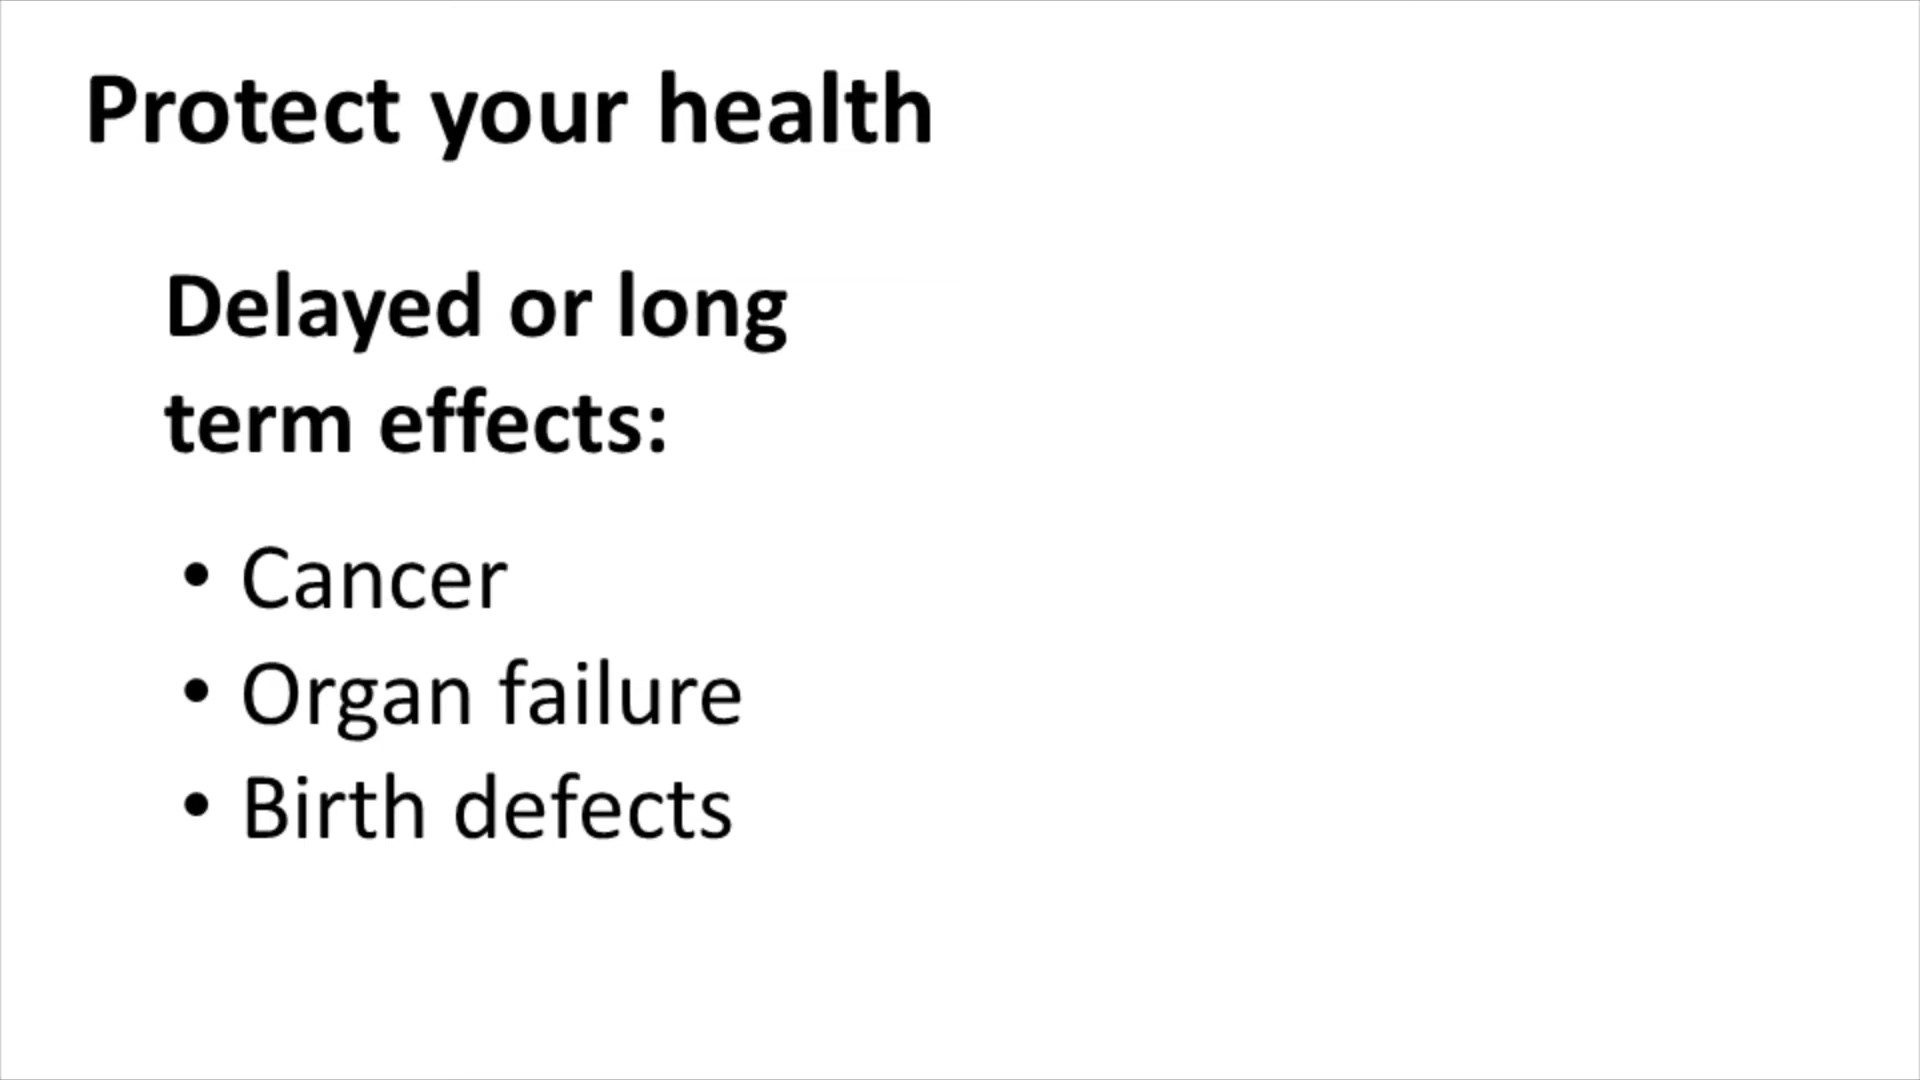 Protect your health
Delayed or long
term effects:
• Cancer
• Organ failure
• Birth defects